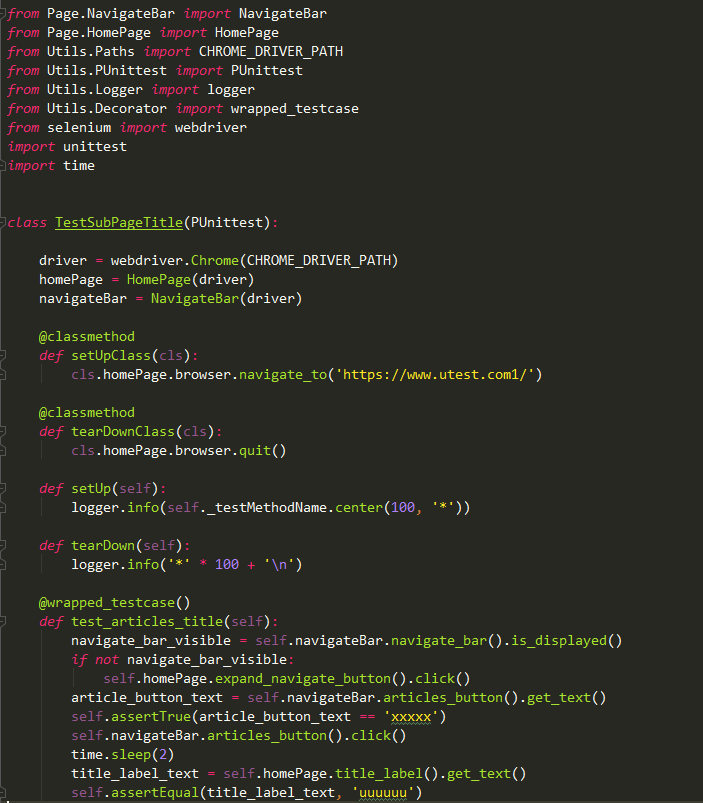 from Page.NavigateBar import NavigateBar
from Page.HomePage import HomePage
from Utils.Paths import CHROME_DRIVER_PATH
from Utils.PUnittest import PUnittest
from Utils.Logger import logger
from Utils.Decorator import wrapped_testcase
from selenium import webdriver
import unittest
import time
class TestSubPageTitle(PUnittest):
    driver = webdriver.Chrome(CHROME_DRIVER_PATH)
    homePage = HomePage(driver)
    navigateBar = NavigateBar(driver)
    @classmethod
    def setUpClass(cls):
        cls.homePage.browser.navigate_to('https://www.utest.com1/')
    @classmethod
    def tearDownClass(cls):
        cls.homePage.browser.quit()
    def setUp(self):
        logger.info(self._testMethodName.center(100, '*'))
    def tearDown(self):
        logger.info('*' * 100 + '\n')
    @wrapped_testcase()
    def test_articles_title(self):
        navigate_bar_visible = self.navigateBar.navigate_bar().is_displayed()
        if not navigate_bar_visible:
            self.homePage.expand_navigate_button().click()
        article_button_text = self.navigateBar.articles_button().get_text()
        self.assertTrue(article_button_text == 'xxxxx')
        self.navigateBar.articles_button().click()
        time.sleep(2)
        title_label_text = self.homePage.title_label().get_text()
        self.assertEqual(title_label_text, 'uuuuuu')